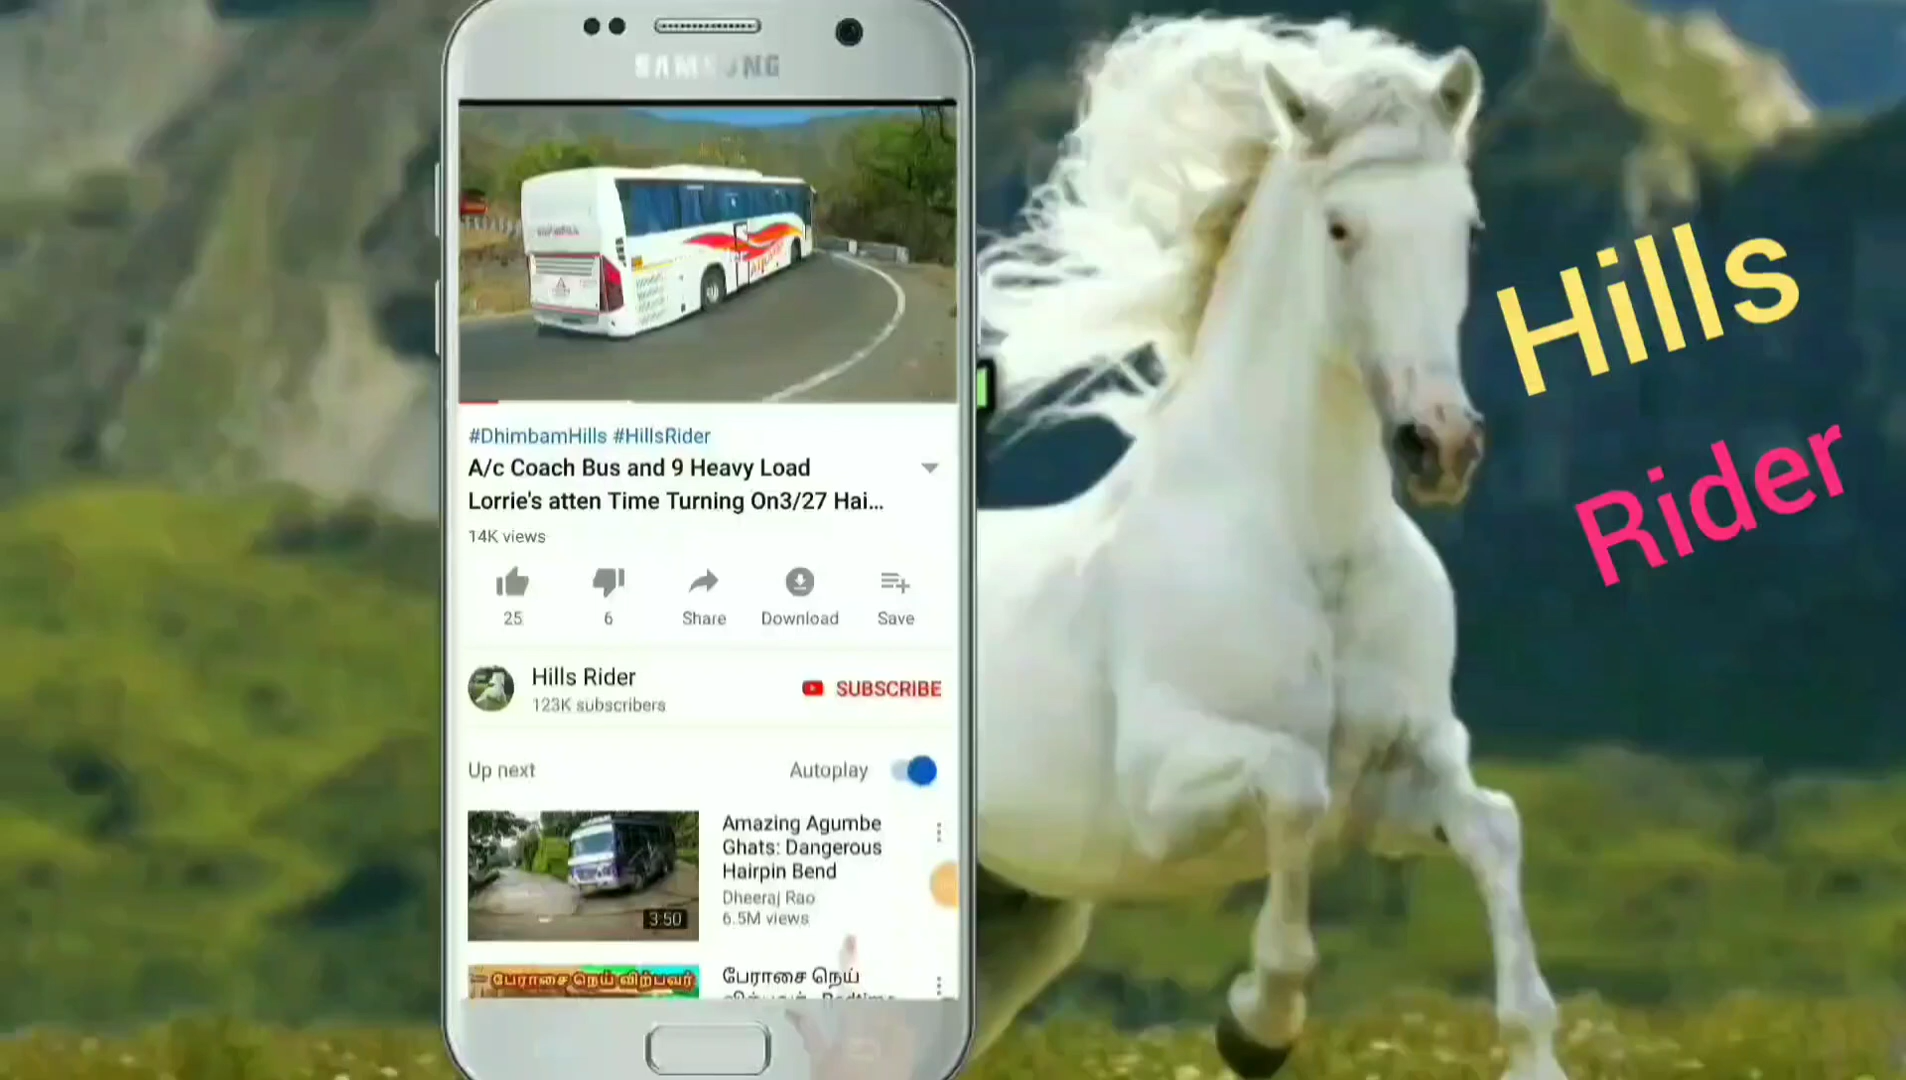 SAMSUNG
#DhimbamHills #HillsRider
A/c Coach Bus and 9 Heavy Load
Lorrie's atten Time Turning On3/27 Hai...
14K views
25
6
Share
Download
Save
Hills Rider
123K subscribers
SUBSCRIBE
Up next
Autoplay
3:50
Amazing Agumbe
Ghats: Dangerous
Hairpin Bend
Dheeraj Rao
6.5M views
பேராசை நெய் விற்பவர்
பேராசை நெய்
Hills
Rider